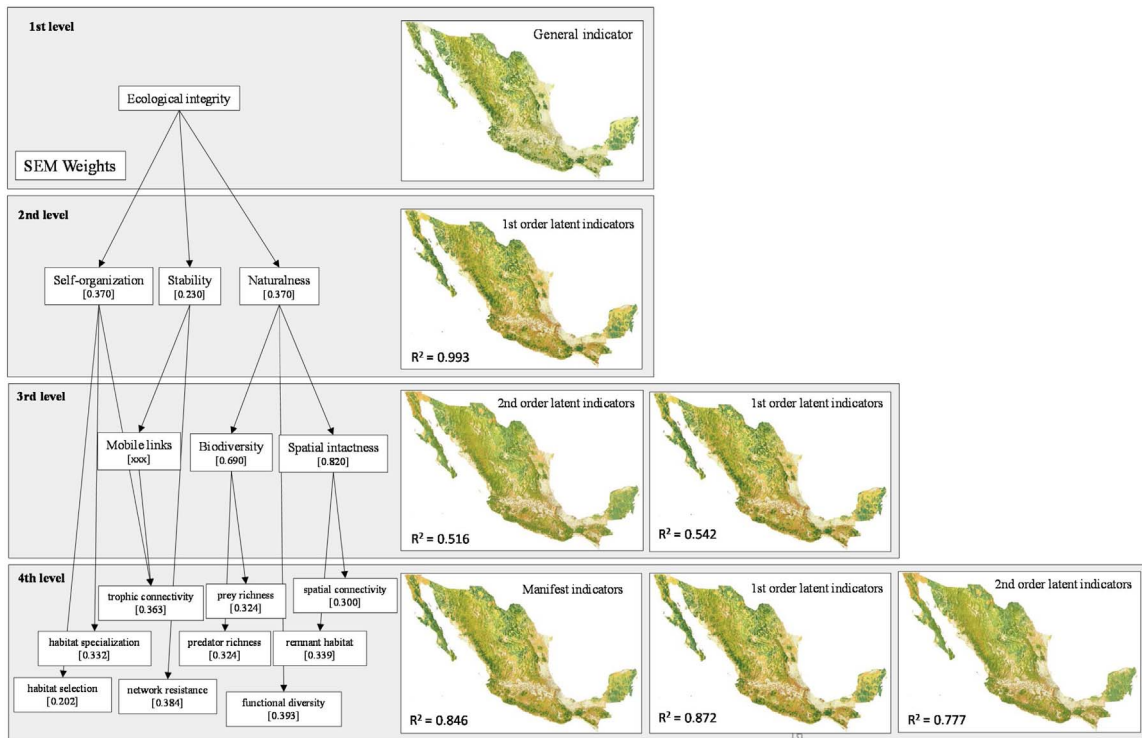 1st level
General indicator
Ecological integrity
SEM Weights
2nd level
1st order latent indicators
Self-organization
[0.370]
Stability
[0.230]
Naturalness
[0.370]
R² = 0.993
3rd level
2nd order latent indicators
1st order latent indicators
Mobile links
[xxx]
Biodiversity
[0.690]
Spatial intactness
[0.820]
R² = 0.516
R² = 0.542
4th level
Manifest indicators
1st order latent indicators
2nd order latent indicators
trophic connectivity
[0.363]
prey richness
[0.324]
spatial connectivity
[0.300]
habitat specialization
[0.332]
predator richness
[0.324]
remnant habitat
[0.339]
habitat selection
[0.202]
network resistance
[0.384]
functional diversity
[0.393]
R² = 0.846
R² = 0.872
R² = 0.777